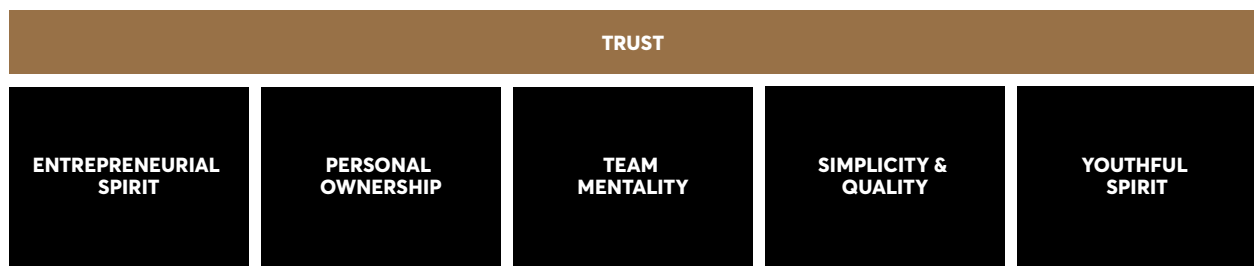 TRUST
ENTREPRENEURIAL
SPIRIT
PERSONAL
OWNERSHIP
TEAM
MENTALITY
SIMPLICITY &
QUALITY
YOUTHFUL
SPIRIT